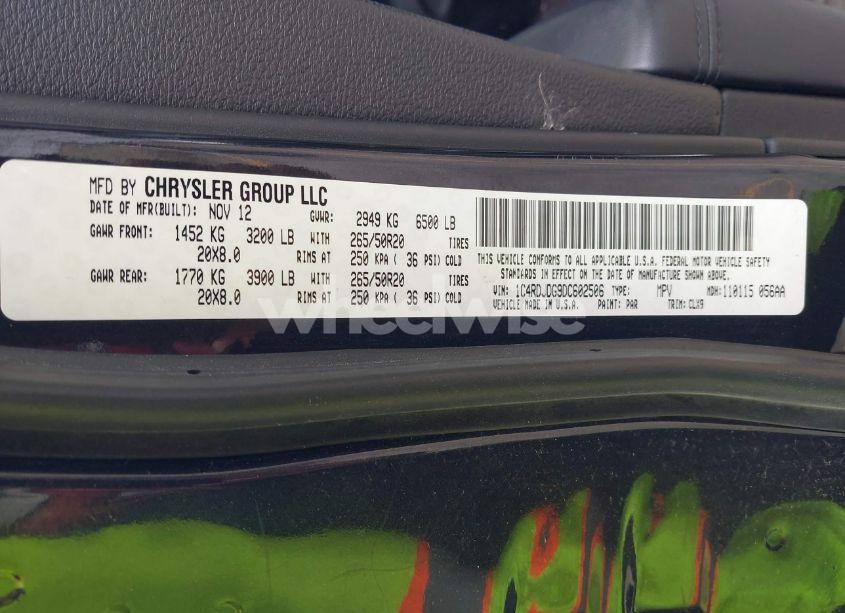 MFD BY CHRYSLER GROUP LLC
DATE OF MFR(BUILT): NOV 12 GVWR: 2949 KG 6500 LB
GAWR FRONT: 1452 KG 3200 LB WITH 265/50R20 TIRES
20X8.0 RIMS AT 250 KPA ( 36 PSI) COLD
GAWR REAR: 1770 KG 3900 LB WITH 265/50R20 TIRES
20X8.0 RIMS AT 250 KPA ( 36 PSI) COLD
THIS VEHICLE CONFORMS TO ALL APPLICABLE U.S.A. FEDERAL MOTOR VEHICLE SAFETY
STANDARDS IN EFFECT ON THE DATE OF MANUFACTURE SHOWN ABOVE.
VIN: 1C4RDJDG9DC602506 TYPE: MPV MDH: 110115 056AA
VEHICLE MADE IN U.S.A. PAINT: PAR TRIM: CLX9
wheelwise